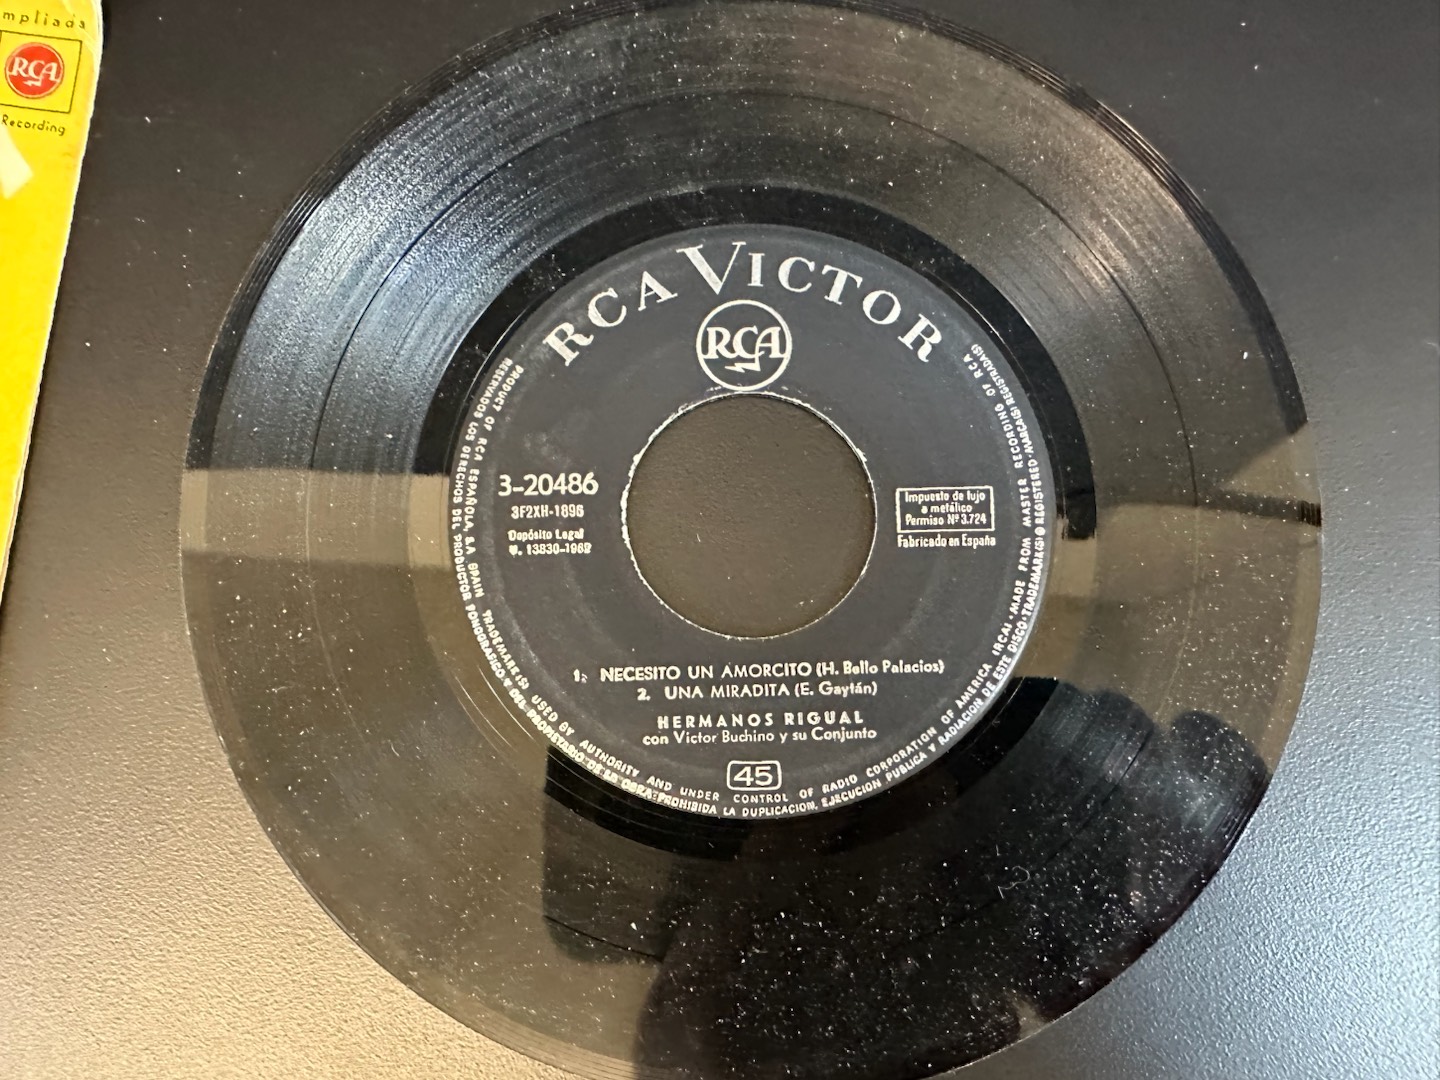 mpliada
RCA
Recording
RCA VICTOR
RCA
3-20486
3F2XH-1896
Depósito Legal
M. 13830-1962
Impuesto de lujo
a metálico
Permiso Nº 3.724
Fabricado en España
1. NECESITO UN AMORCITO (H. Bello Palacios)
2. UNA MIRADITA (E. Gaytán)
HERMANOS RIGUAL
con Victor Buchino y su Conjunto
45
PRODUCT OF RCA ESPAÑOLA, S.A. SPAIN TRADEMARK(S) USED BY AUTHORITY AND UNDER CONTROL OF RADIO CORPORATION OF AMERICA (RCA) · MADE FROM MASTER RECORDING OF RCA
RESERVADOS LOS DERECHOS DEL PRODUCTOR FONOGRAFICO Y DEL PROPIETARIO DE LA OBRA. PROHIBIDA LA DUPLICACION, EJECUCION PUBLICA Y RADIACION DE ESTE DISCO · TRADEMARK(S) ® REGISTERED · MARCA(S) REGISTRADA(S)